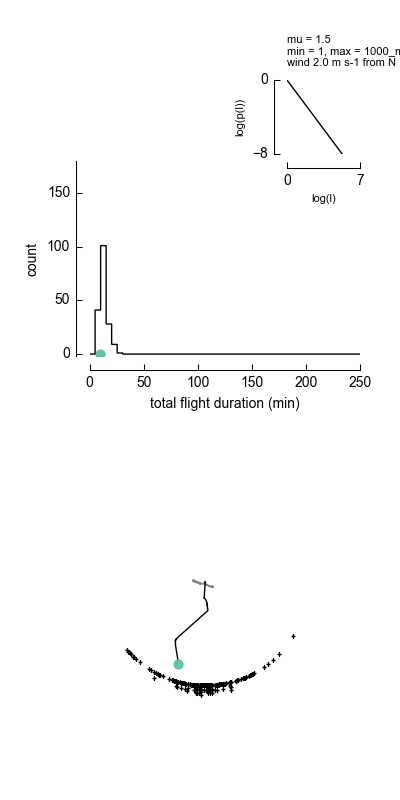 mu = 1.5
min = 1, max = 1000_m
wind 2.0 m s-1 from N
0
log(p(l))
−8
0 7
log(l)
150
100
count
50
0
0 50 100 150 200 250
total flight duration (min)